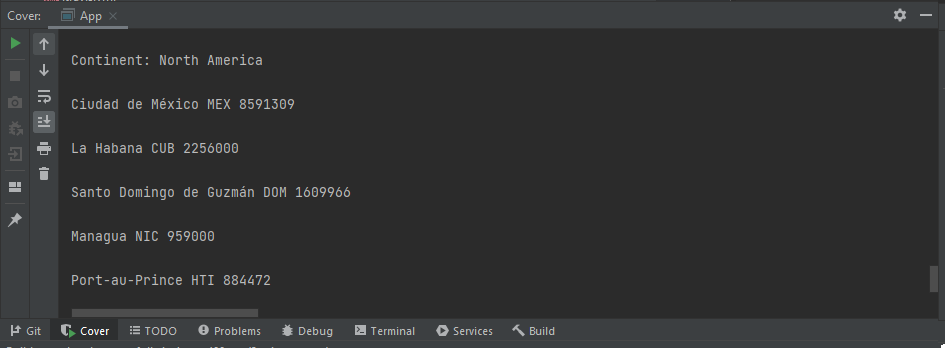 Cover: App
Continent: North America
Ciudad de México MEX 8591309
La Habana CUB 2256000
Santo Domingo de Guzmán DOM 1609966
Managua NIC 959000
Port-au-Prince HTI 884472
Git Cover TODO Problems Debug Terminal Services Build